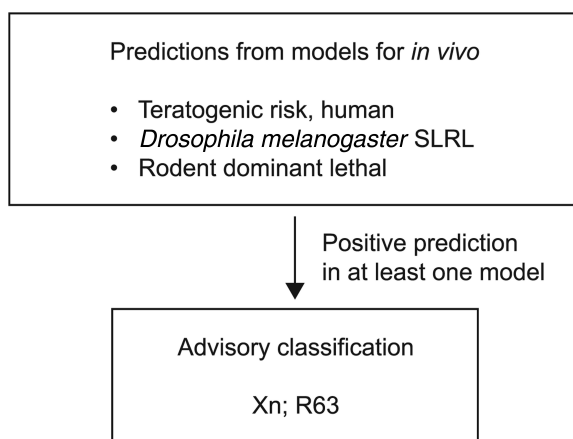 Predictions from models for in vivo
• Teratogenic risk, human
• Drosophila melanogaster SLRL
• Rodent dominant lethal
Positive prediction
in at least one model
Advisory classification
Xn; R63